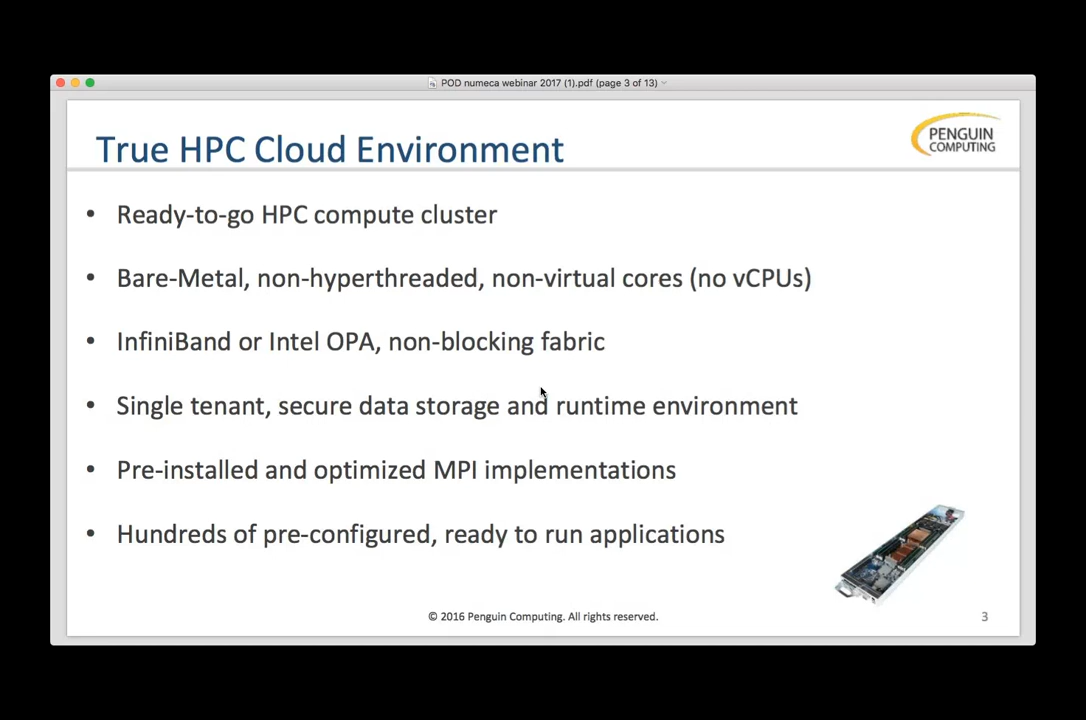 POD numeca webinar 2017 (1).pdf (page 3 of 13)
True HPC Cloud Environment
PENGUIN
COMPUTING
• Ready-to-go HPC compute cluster
• Bare-Metal, non-hyperthreaded, non-virtual cores (no vCPUs)
• InfiniBand or Intel OPA, non-blocking fabric
• Single tenant, secure data storage and runtime environment
• Pre-installed and optimized MPI implementations
• Hundreds of pre-configured, ready to run applications
© 2016 Penguin Computing. All rights reserved.
3